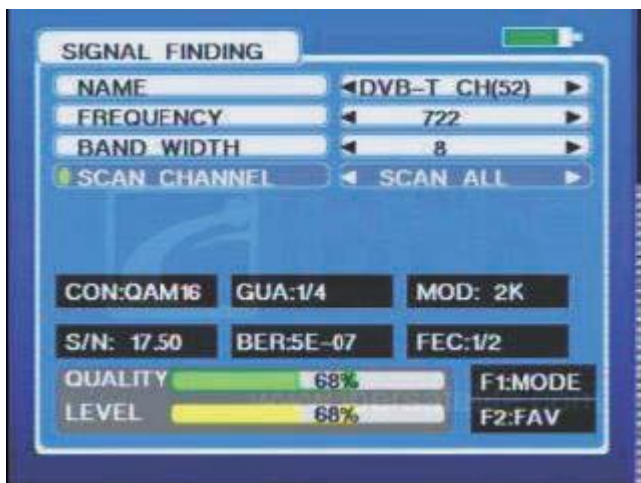 SIGNAL FINDING
NAME DVB-T CH(52)
FREQUENCY 722
BAND WIDTH 8
SCAN CHANNEL SCAN ALL
CON:QAM16 GUA:1/4 MOD: 2K
S/N: 17.50 BER:5E-07 FEC:1/2
QUALITY 68% F1:MODE
LEVEL 68% F2:FAV